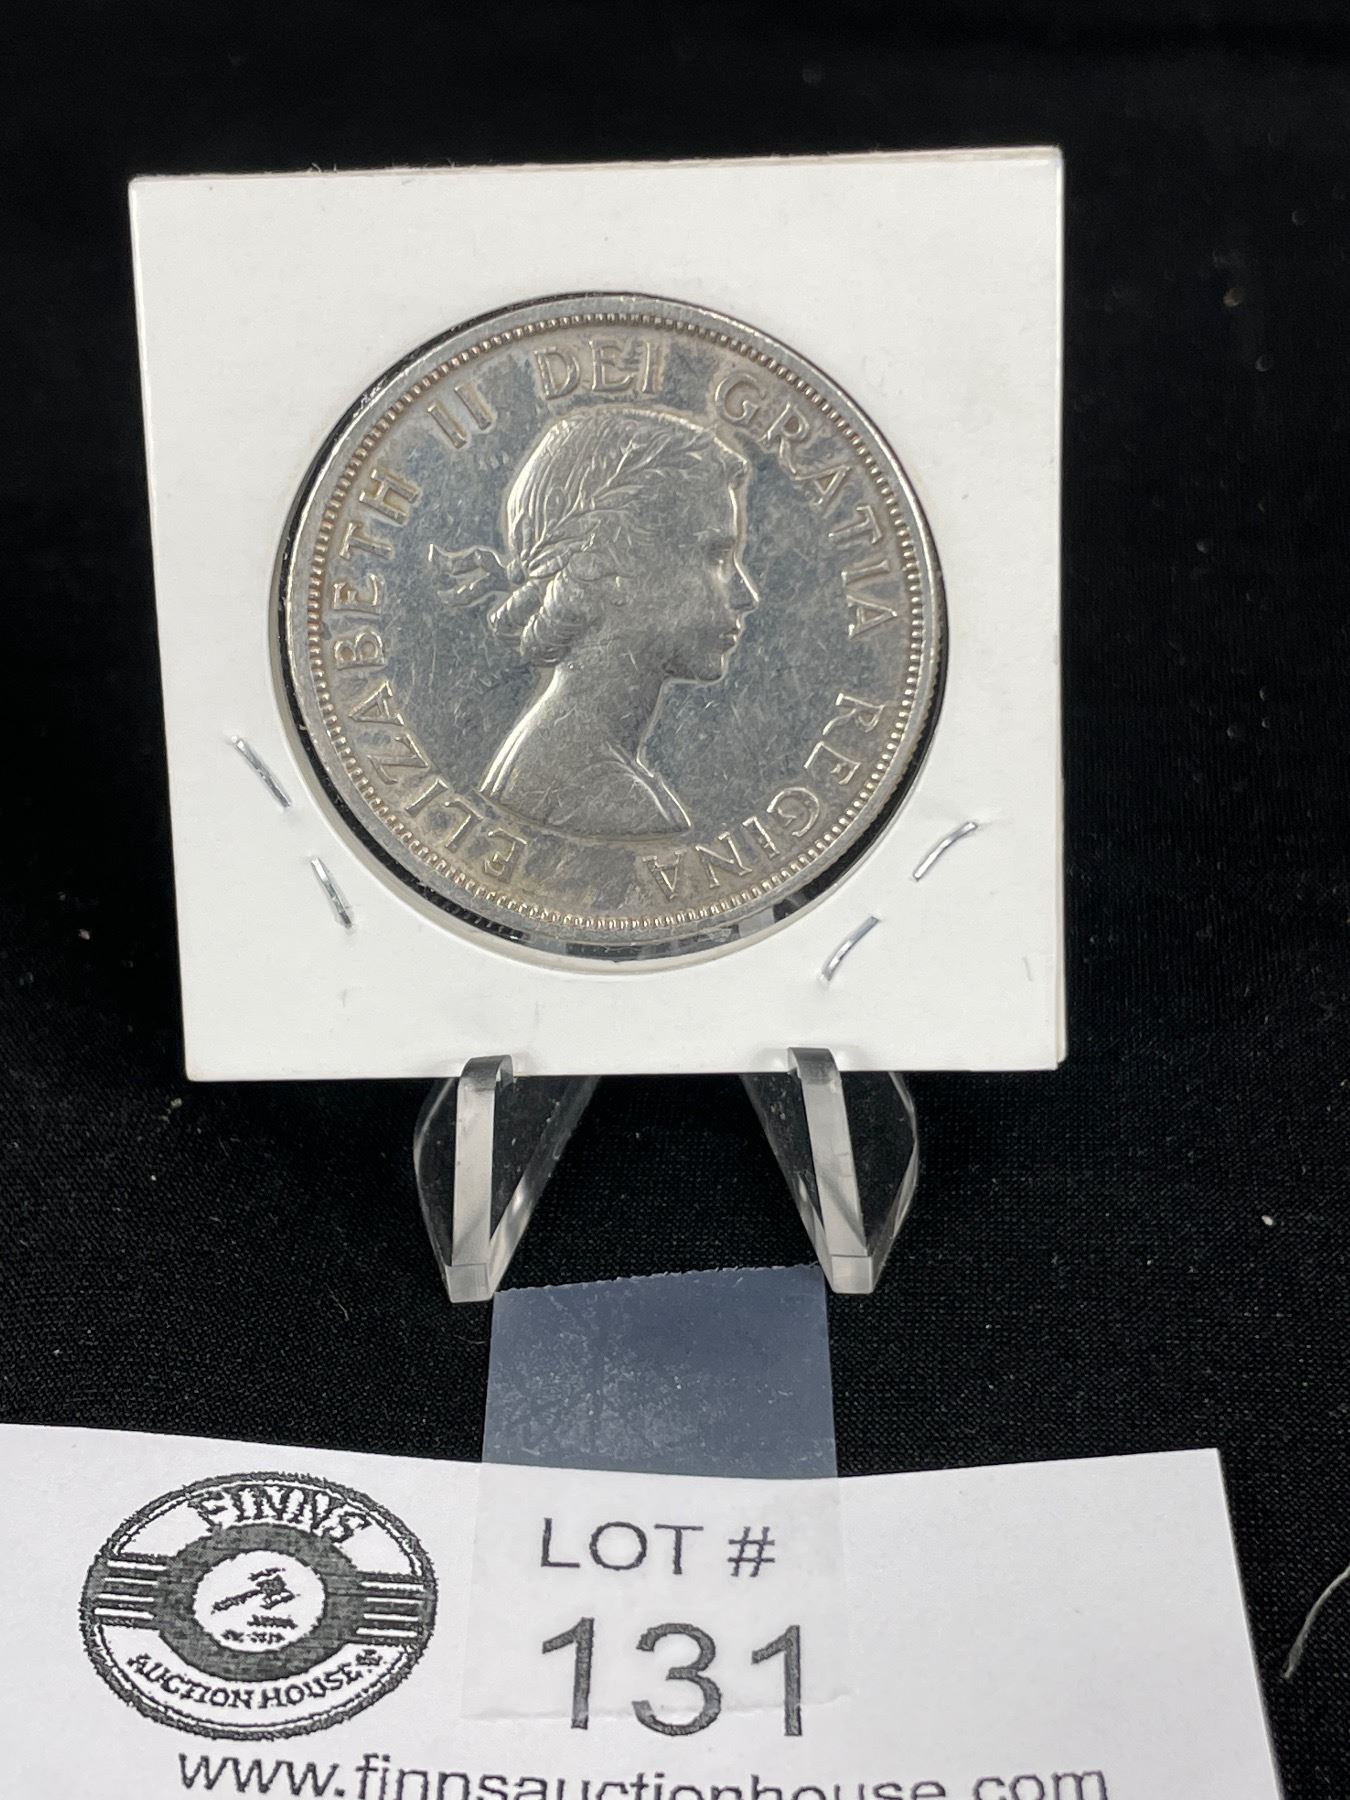 ELIZABETH II DEI GRATIA REGINA
FINNS
AUCTION HOUSE
LOT #
131
www.finnsauctionhouse.com